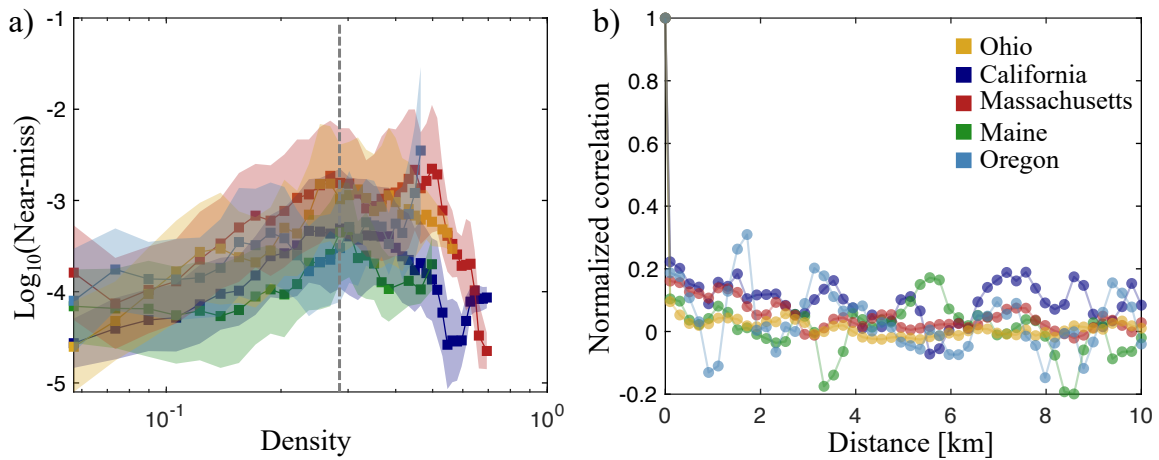 a)
Log10(Near-miss)
-1
-2
-3
-4
-5
10-1
100
Density
b)
Normalized correlation
1
0.8
0.6
0.4
0.2
0
-0.2
0
2
4
6
8
10
Distance [km]
Ohio
California
Massachusetts
Maine
Oregon